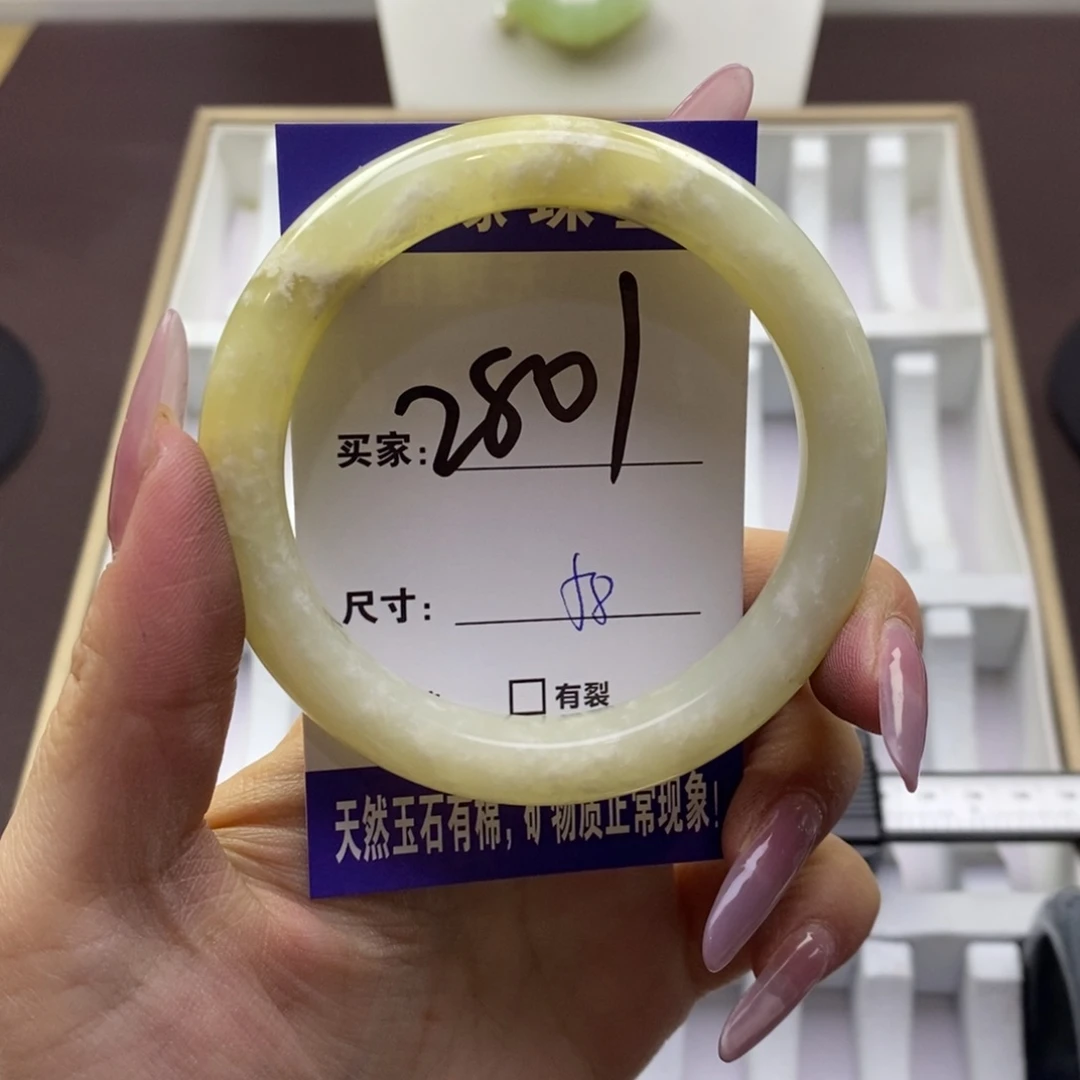 珠
买家: 2801
尺寸: 58
有裂
天然玉石有棉, 矿物质正常现象!